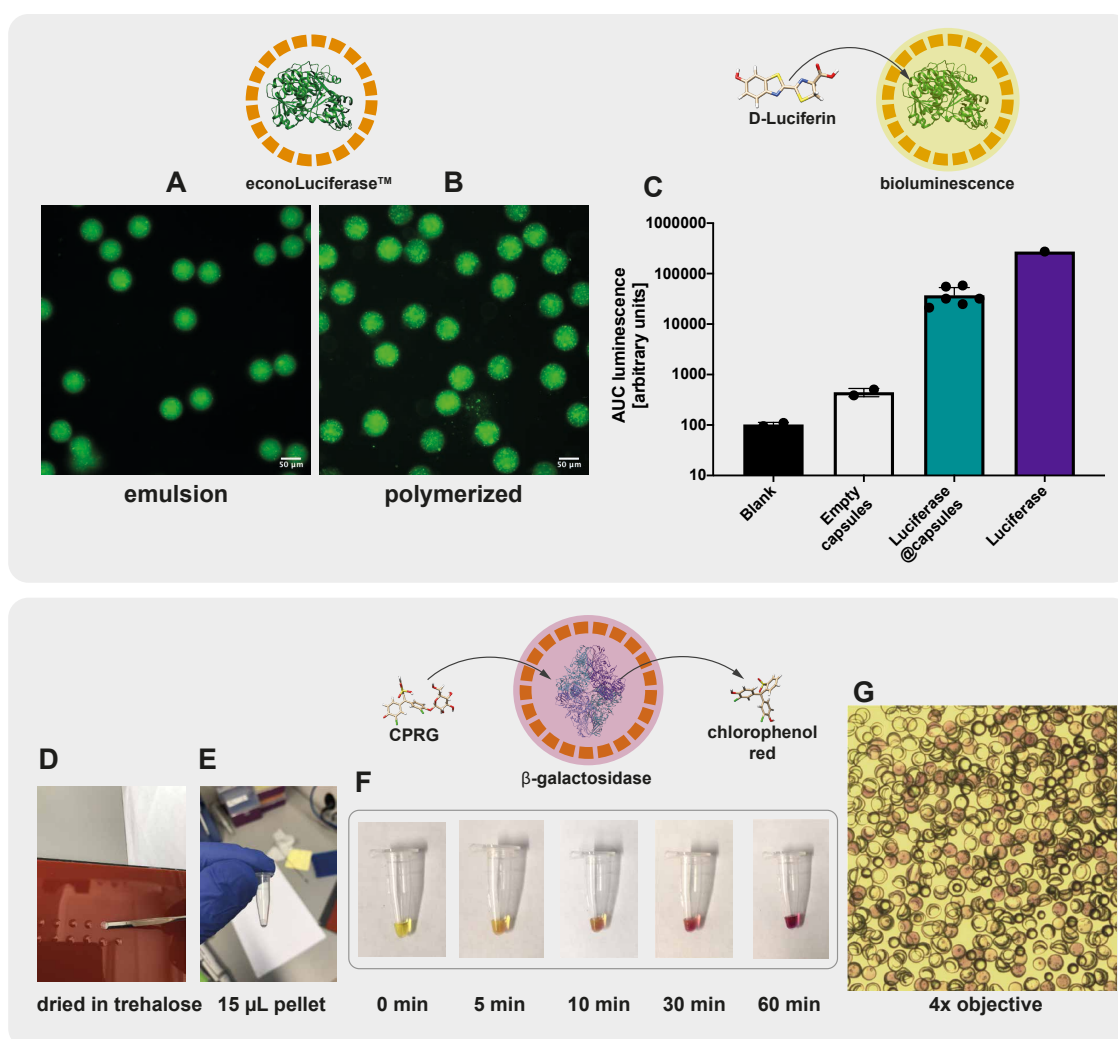 econoLuciferase™
D-Luciferin
bioluminescence
A
B
C
50 µm
50 µm
emulsion
polymerized
AUC luminescence
[arbitrary units]
1000000
100000
10000
1000
100
10
Blank
Empty
capsules
Luciferase
@capsules
Luciferase
CPRG
β-galactosidase
chlorophenol
red
D
E
F
G
dried in trehalose
15 µL pellet
0 min
5 min
10 min
30 min
60 min
4x objective